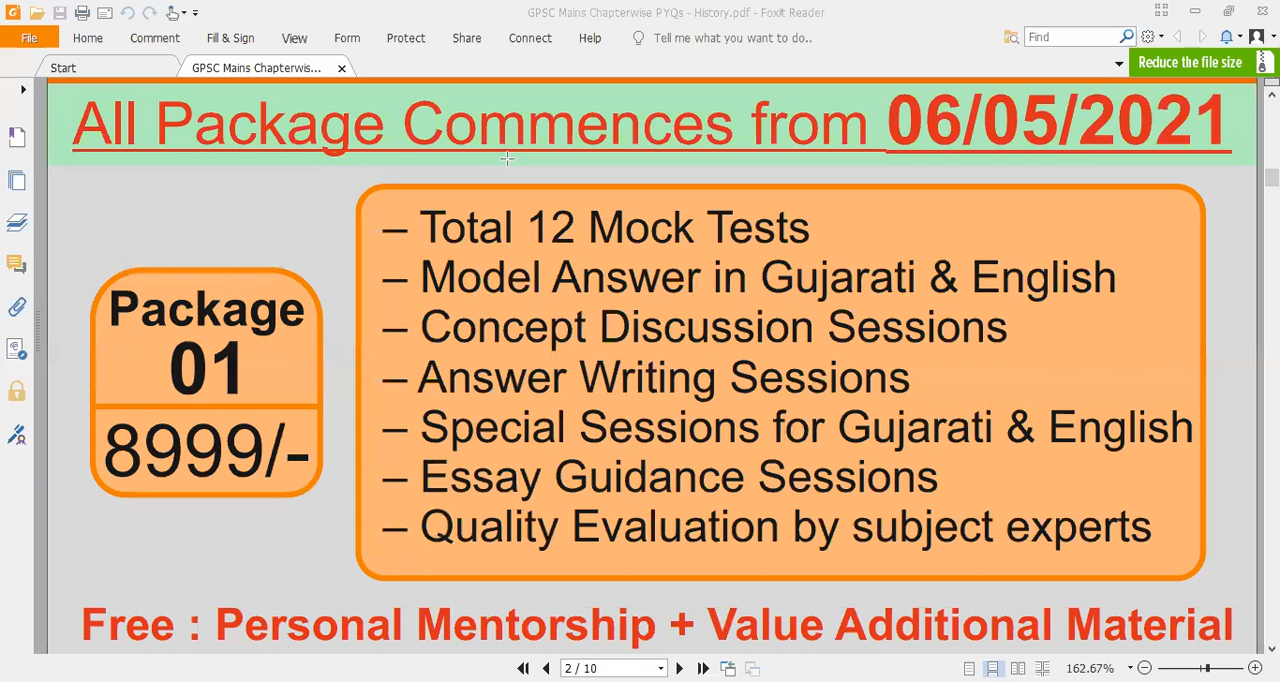 GPSC Mains Chapterwise PYQs - History.pdf - Foxit Reader
File Home Comment Fill & Sign View Form Protect Share Connect Help Tell me what you want to do.. Find
Start GPSC Mains Chapterwis... Reduce the file size
All Package Commences from 06/05/2021
Package
01
8999/-
– Total 12 Mock Tests
– Model Answer in Gujarati & English
– Concept Discussion Sessions
– Answer Writing Sessions
– Special Sessions for Gujarati & English
– Essay Guidance Sessions
– Quality Evaluation by subject experts
Free : Personal Mentorship + Value Additional Material
2 / 10 162.67%